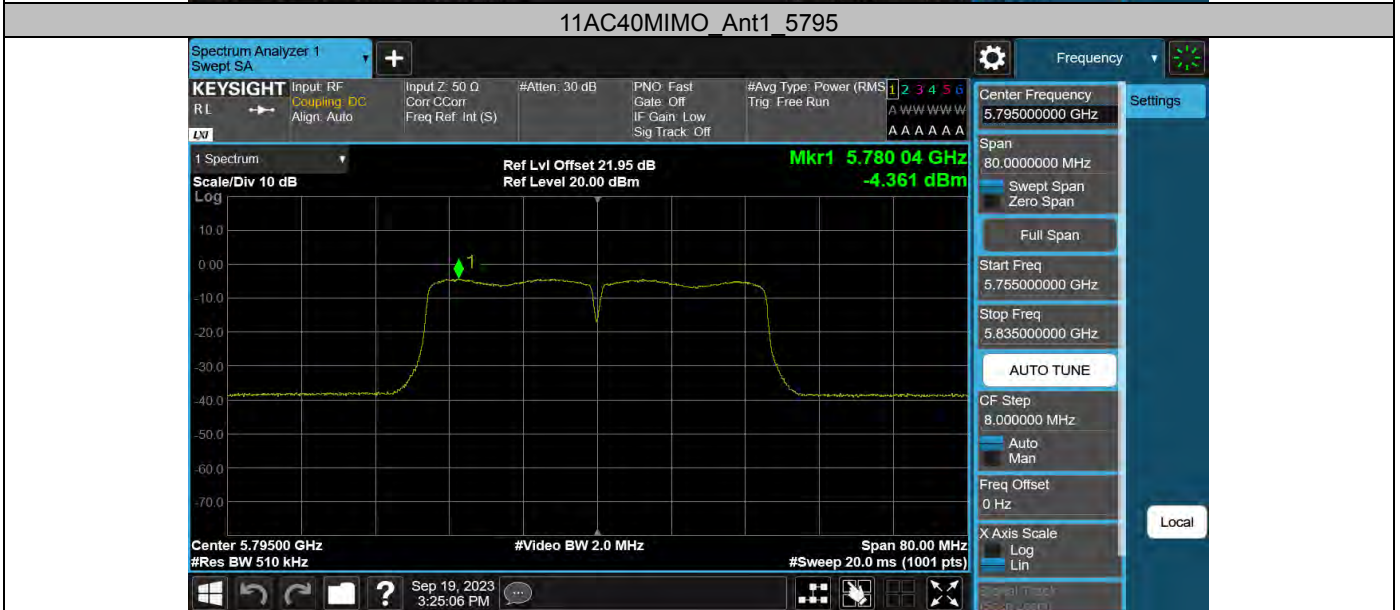 11AC40MIMO_Ant1_5795
Spectrum Analyzer 1
Swept SA
Frequency
KEYSIGHT
R L
LXI
Input: RF
Coupling: DC
Align: Auto
Input Z: 50 Ω
Corr CCorr
Freq Ref: Int (S)
#Atten: 30 dB
PNO: Fast
Gate: Off
IF Gain: Low
Sig Track: Off
#Avg Type: Power (RMS
Trig: Free Run
1 2 3 4 5 6
A W W W W W
A A A A A A
Center Frequency
5.795000000 GHz
Settings
1 Spectrum
Scale/Div 10 dB
Ref Lvl Offset 21.95 dB
Ref Level 20.00 dBm
Mkr1 5.780 04 GHz
-4.361 dBm
Log
10.0
0.00
-10.0
-20.0
-30.0
-40.0
-50.0
-60.0
-70.0
1
Span
80.0000000 MHz
Swept Span
Zero Span
Full Span
Start Freq
5.755000000 GHz
Stop Freq
5.835000000 GHz
AUTO TUNE
CF Step
8.000000 MHz
Auto
Man
Freq Offset
0 Hz
X Axis Scale
Log
Lin
Local
Center 5.79500 GHz
#Res BW 510 kHz
#Video BW 2.0 MHz
Span 80.00 MHz
#Sweep 20.0 ms (1001 pts)
?
Sep 19, 2023
3:25:06 PM